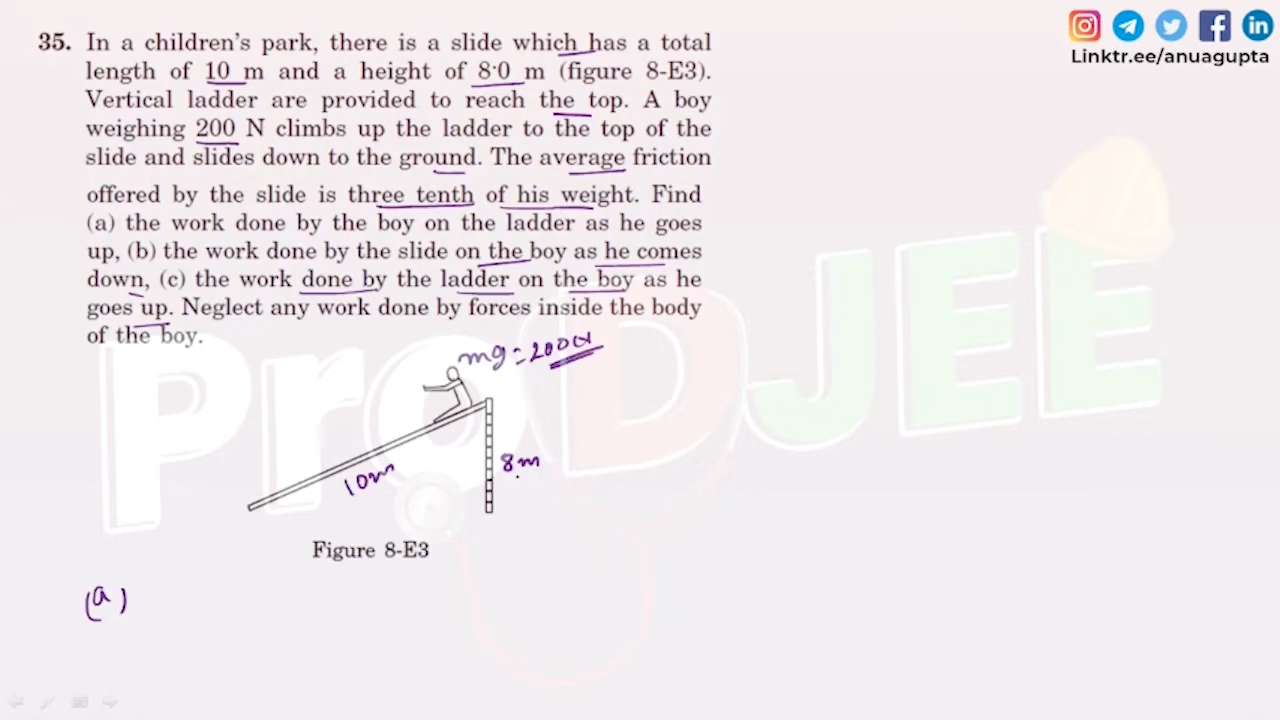 Linktr.ee/anuagupta
35. In a children's park, there is a slide which has a total
length of 10 m and a height of 8·0 m (figure 8-E3).
Vertical ladder are provided to reach the top. A boy
weighing 200 N climbs up the ladder to the top of the
slide and slides down to the ground. The average friction
offered by the slide is three tenth of his weight. Find
(a) the work done by the boy on the ladder as he goes
up, (b) the work done by the slide on the boy as he comes
down, (c) the work done by the ladder on the boy as he
goes up. Neglect any work done by forces inside the body
of the boy.
mg = 200N
10m
8m
Figure 8-E3
(a)
PrODJEE